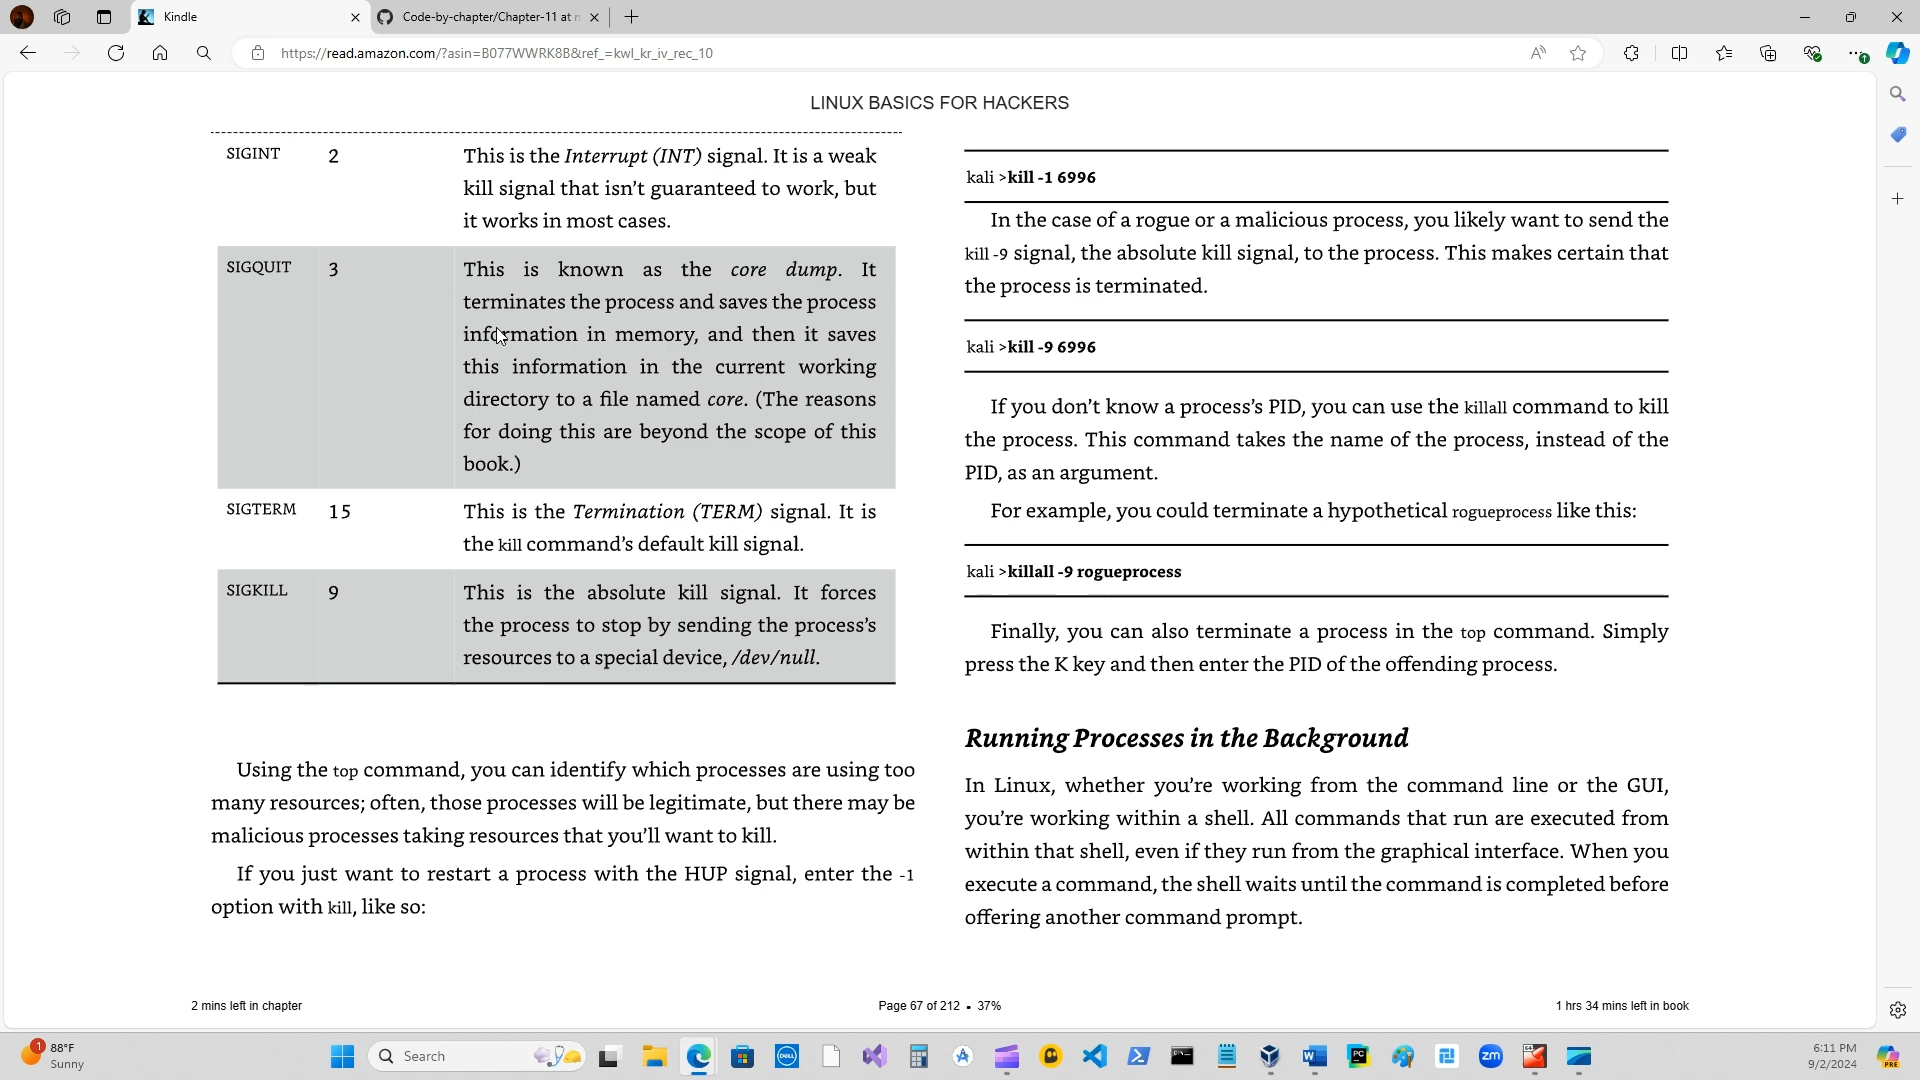 Kindle
Code-by-chapter/Chapter-11 at n
https://read.amazon.com/?asin=B077WWRK8B&ref_=kwl_kr_iv_rec_10
LINUX BASICS FOR HACKERS
SIGINT 2 This is the Interrupt (INT) signal. It is a weak
kill signal that isn’t guaranteed to work, but
it works in most cases.
SIGQUIT 3 This is known as the core dump. It
terminates the process and saves the process
information in memory, and then it saves
this information in the current working
directory to a file named core. (The reasons
for doing this are beyond the scope of this
book.)
SIGTERM 15 This is the Termination (TERM) signal. It is
the kill command’s default kill signal.
SIGKILL 9 This is the absolute kill signal. It forces
the process to stop by sending the process’s
resources to a special device, /dev/null.
Using the top command, you can identify which processes are using too
many resources; often, those processes will be legitimate, but there may be
malicious processes taking resources that you’ll want to kill.
If you just want to restart a process with the HUP signal, enter the -1
option with kill, like so:
kali >kill -1 6996
In the case of a rogue or a malicious process, you likely want to send the
kill -9 signal, the absolute kill signal, to the process. This makes certain that
the process is terminated.
kali >kill -9 6996
If you don’t know a process’s PID, you can use the killall command to kill
the process. This command takes the name of the process, instead of the
PID, as an argument.
For example, you could terminate a hypothetical rogueprocess like this:
kali >killall -9 rogueprocess
Finally, you can also terminate a process in the top command. Simply
press the K key and then enter the PID of the offending process.
Running Processes in the Background
In Linux, whether you’re working from the command line or the GUI,
you’re working within a shell. All commands that run are executed from
within that shell, even if they run from the graphical interface. When you
execute a command, the shell waits until the command is completed before
offering another command prompt.
2 mins left in chapter
Page 67 of 212 • 37%
1 hrs 34 mins left in book
1
88°F
Sunny
Search
DELL
PC
zm
6:11 PM
9/2/2024
PRE